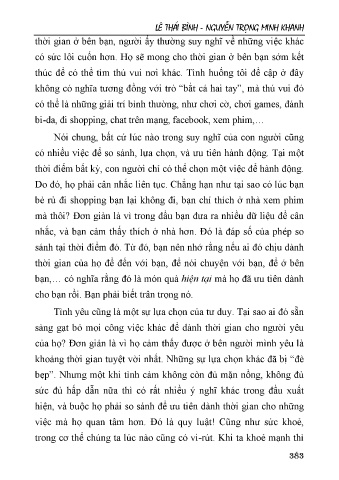 LÊ THÁI BÌNH - NGUYỄN TRỌNG MINH KHANH
thời gian ở bên bạn, người ấy thường suy nghĩ về những việc khác
có sức lôi cuốn hơn. Họ sẽ mong cho thời gian ở bên bạn sớm kết
thúc để có thể tìm thú vui nơi khác. Tình huống tôi đề cập ở đây
không có nghĩa tương đồng với trò “bắt cá hai tay”, mà thú vui đó
có thể là những giải trí bình thường, như chơi cờ, chơi games, đánh
bi-da, đi shopping, chat trên mạng, facebook, xem phim,…
Nói chung, bất cứ lúc nào trong suy nghĩ của con người cũng
có nhiều việc để so sánh, lựa chọn, và ưu tiên hành động. Tại một
thời điểm bất kỳ, con người chỉ có thể chọn một việc để hành động.
Do đó, họ phải cân nhắc liên tục. Chẳng hạn như tại sao có lúc bạn
bè rủ đi shopping bạn lại không đi, bạn chỉ thích ở nhà xem phim
mà thôi? Đơn giản là vì trong đầu bạn đưa ra nhiều dữ liệu để cân
nhắc, và bạn cảm thấy thích ở nhà hơn. Đó là đáp số của phép so
sánh tại thời điểm đó. Từ đó, bạn nên nhớ rằng nếu ai đó chịu dành
thời gian của họ để đến với bạn, để nói chuyện với bạn, để ở bên
bạn,… có nghĩa rằng đó là món quà hiện tại mà họ đã ưu tiên dành
cho bạn rồi. Bạn phải biết trân trọng nó.
Tình yêu cũng là một sự lựa chọn của tư duy. Tại sao ai đó sẵn
sàng gạt bỏ mọi công việc khác để dành thời gian cho người yêu
của họ? Đơn giản là vì họ cảm thấy được ở bên người mình yêu là
khoảng thời gian tuyệt vời nhất. Những sự lựa chọn khác đã bị “đè
bẹp”. Nhưng một khi tình cảm không còn đủ mặn nồng, không đủ
sức đủ hấp dẫn nữa thì có rất nhiều ý nghĩ khác trong đầu xuất
hiện, và buộc họ phải so sánh để ưu tiên dành thời gian cho những
việc mà họ quan tâm hơn. Đó là quy luật! Cũng như sức khoẻ,
trong cơ thể chúng ta lúc nào cũng có vi-rút. Khi ta khoẻ mạnh thì
383